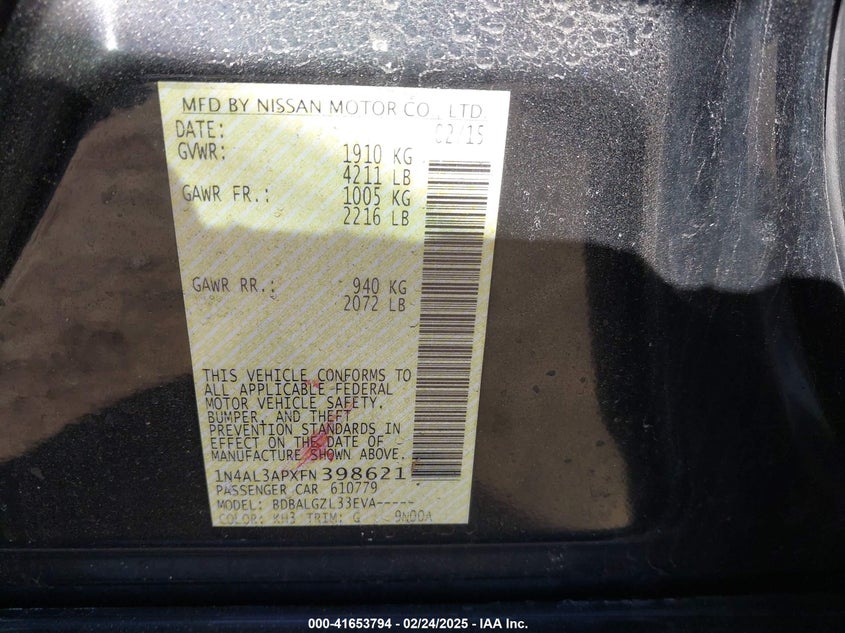 MFD BY NISSAN MOTOR CO., LTD.
DATE: 02/15
GVWR: 1910 KG
4211 LB
GAWR FR.: 1005 KG
2216 LB
GAWR RR.: 940 KG
2072 LB
THIS VEHICLE CONFORMS TO
ALL APPLICABLE FEDERAL
MOTOR VEHICLE SAFETY,
BUMPER, AND THEFT
PREVENTION STANDARDS IN
EFFECT ON THE DATE OF
MANUFACTURE SHOWN ABOVE.
1N4AL3APXFN398621
PASSENGER CAR 610779
MODEL: BDBALGZL33EVA-----
COLOR: KH3 TRIM: G 9N00A
000-41653794 - 02/24/2025 - IAA Inc.